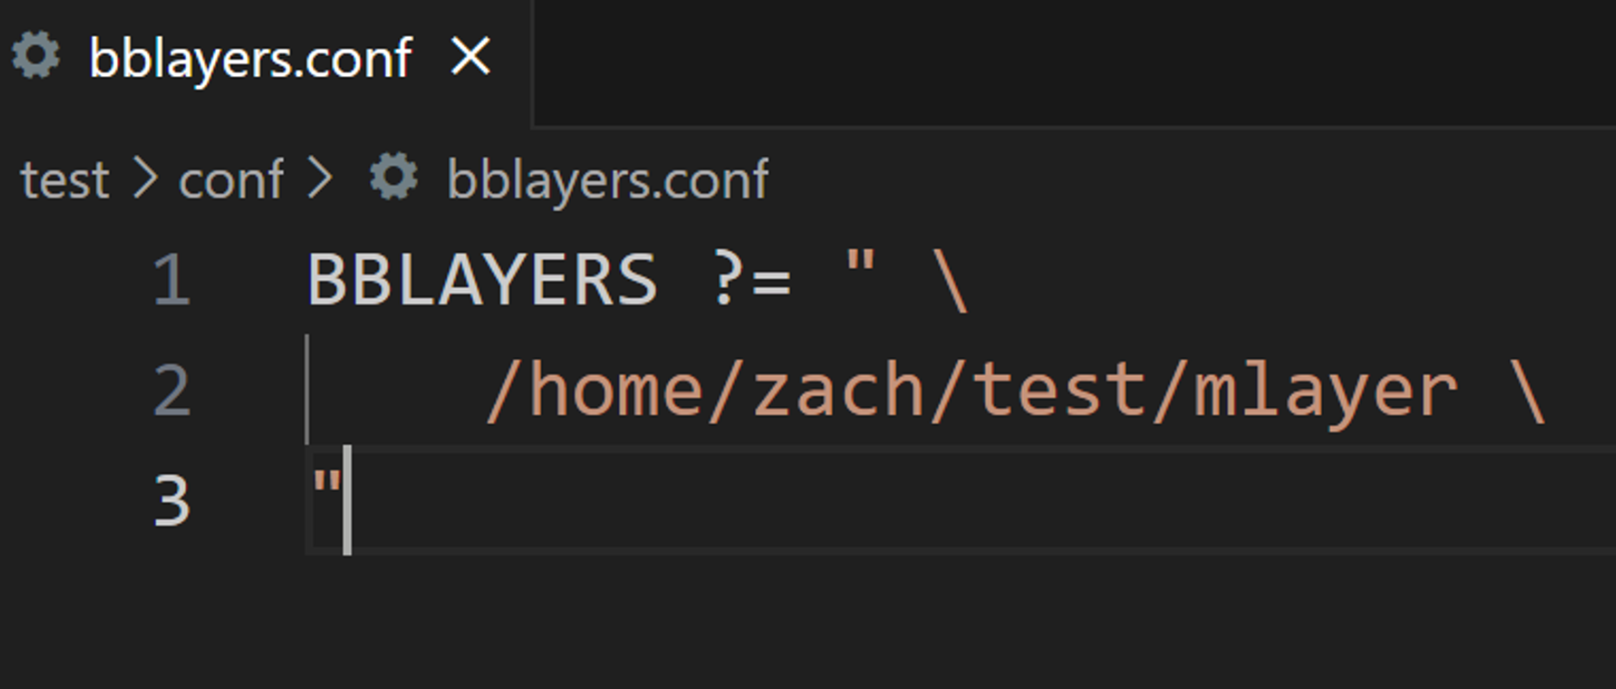 bblayers.conf
test > conf > bblayers.conf
1 BBLAYERS ?= " \
2     /home/zach/test/mlayer \
3 "